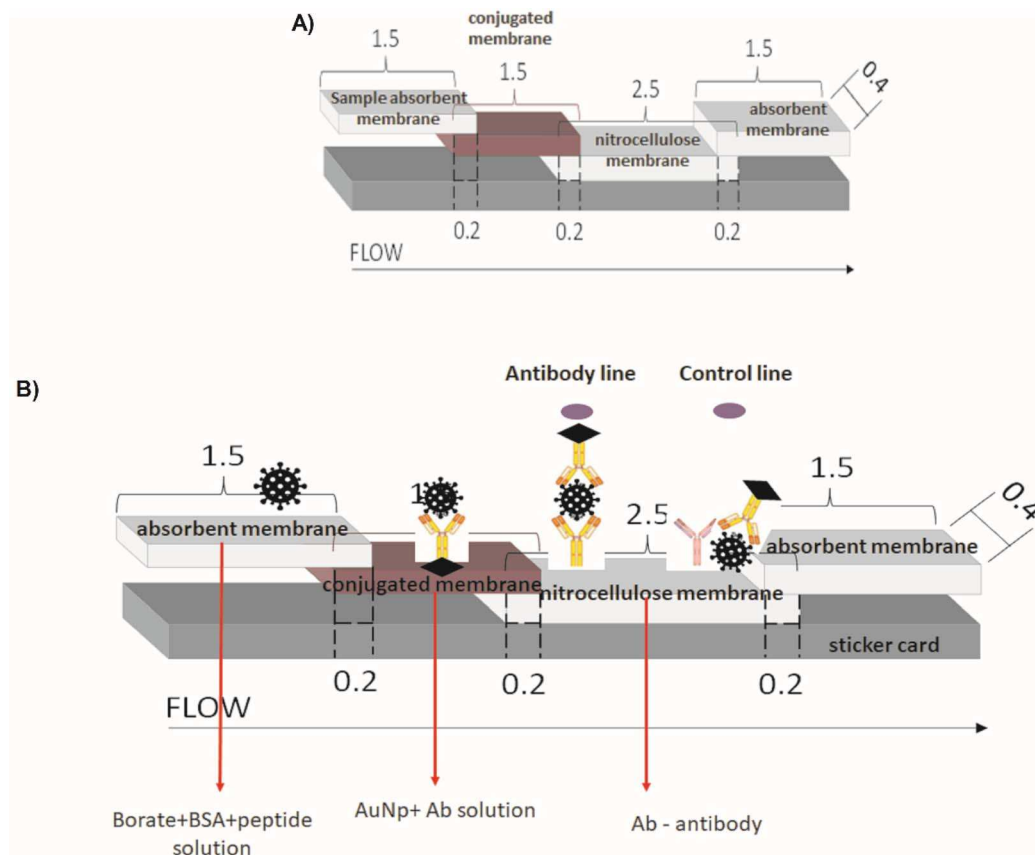 A)
conjugated
membrane
1.5
1.5
2.5
1.5
0.4
Sample absorbent
membrane
nitrocellulose
membrane
absorbent
membrane
0.2
0.2
0.2
FLOW
B)
Antibody line
Control line
1.5
2.5
1.5
0.4
absorbent membrane
conjugated membrane
nitrocellulose membrane
absorbent membrane
sticker card
0.2
0.2
0.2
FLOW
Borate+BSA+peptide
solution
AuNp+ Ab solution
Ab - antibody